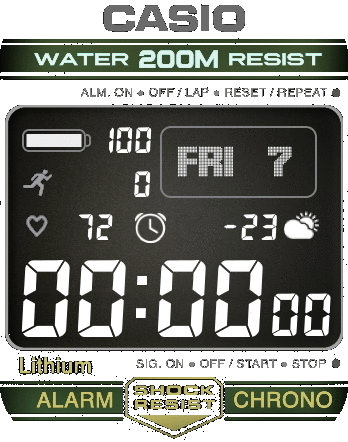 CASIO
WATER 200M RESIST
ALM. ON ● OFF / LAP ● RESET / REPEAT ●
100
FRI 7
0
72 -23
00:00 00
Lithium
SIG. ON ● OFF / START ● STOP ●
ALARM SHOCK RESIST CHRONO